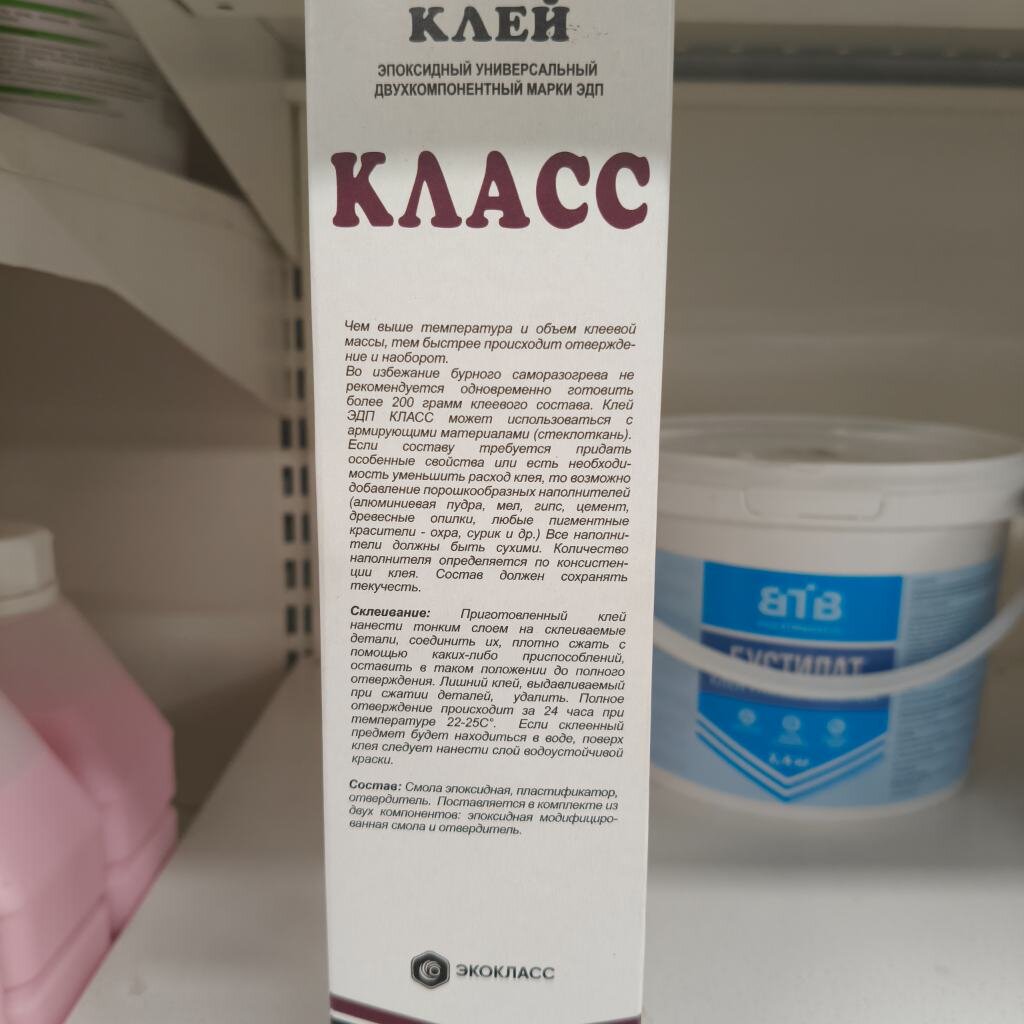 КЛЕЙ
ЭПОКСИДНЫЙ УНИВЕРСАЛЬНЫЙ
ДВУХКОМПОНЕНТНЫЙ МАРКИ ЭДП
КЛАСС
Чем выше температура и объем клеевой
массы, тем быстрее происходит отвержде-
ние и наоборот.
Во избежание бурного саморазогрева не
рекомендуется одновременно готовить
более 200 грамм клеевого состава. Клей
ЭДП КЛАСС может использоваться с
армирующими материалами (стеклоткань).
Если составу требуется придать
особенные свойства или есть необходи-
мость уменьшить расход клея, то возможно
добавление порошкообразных наполнителей
(алюминиевая пудра, мел, гипс, цемент,
древесные опилки, любые пигментные
красители - охра, сурик и др.) Все наполни-
тели должны быть сухими. Количество
наполнителя определяется по консистен-
ции клея. Состав должен сохранять
текучесть.
Склеивание: Приготовленный клей
нанести тонким слоем на склеиваемые
детали, соединить их, плотно сжать с
помощью каких-либо приспособлений,
оставить в таком положении до полного
отверждения. Лишний клей, выдавливаемый
при сжатии деталей, удалить. Полное
отверждение происходит за 24 часа при
температуре 22-25С°. Если склеенный
предмет будет находиться в воде, поверх
клея следует нанести слой водоустойчивой
краски.
Состав: Смола эпоксидная, пластификатор,
отвердитель. Поставляется в комплекте из
двух компонентов: эпоксидная модифициро-
ванная смола и отвердитель.
ЭКОКЛАСС
ВТВ
БУСТИЛАТ
1,4 кг